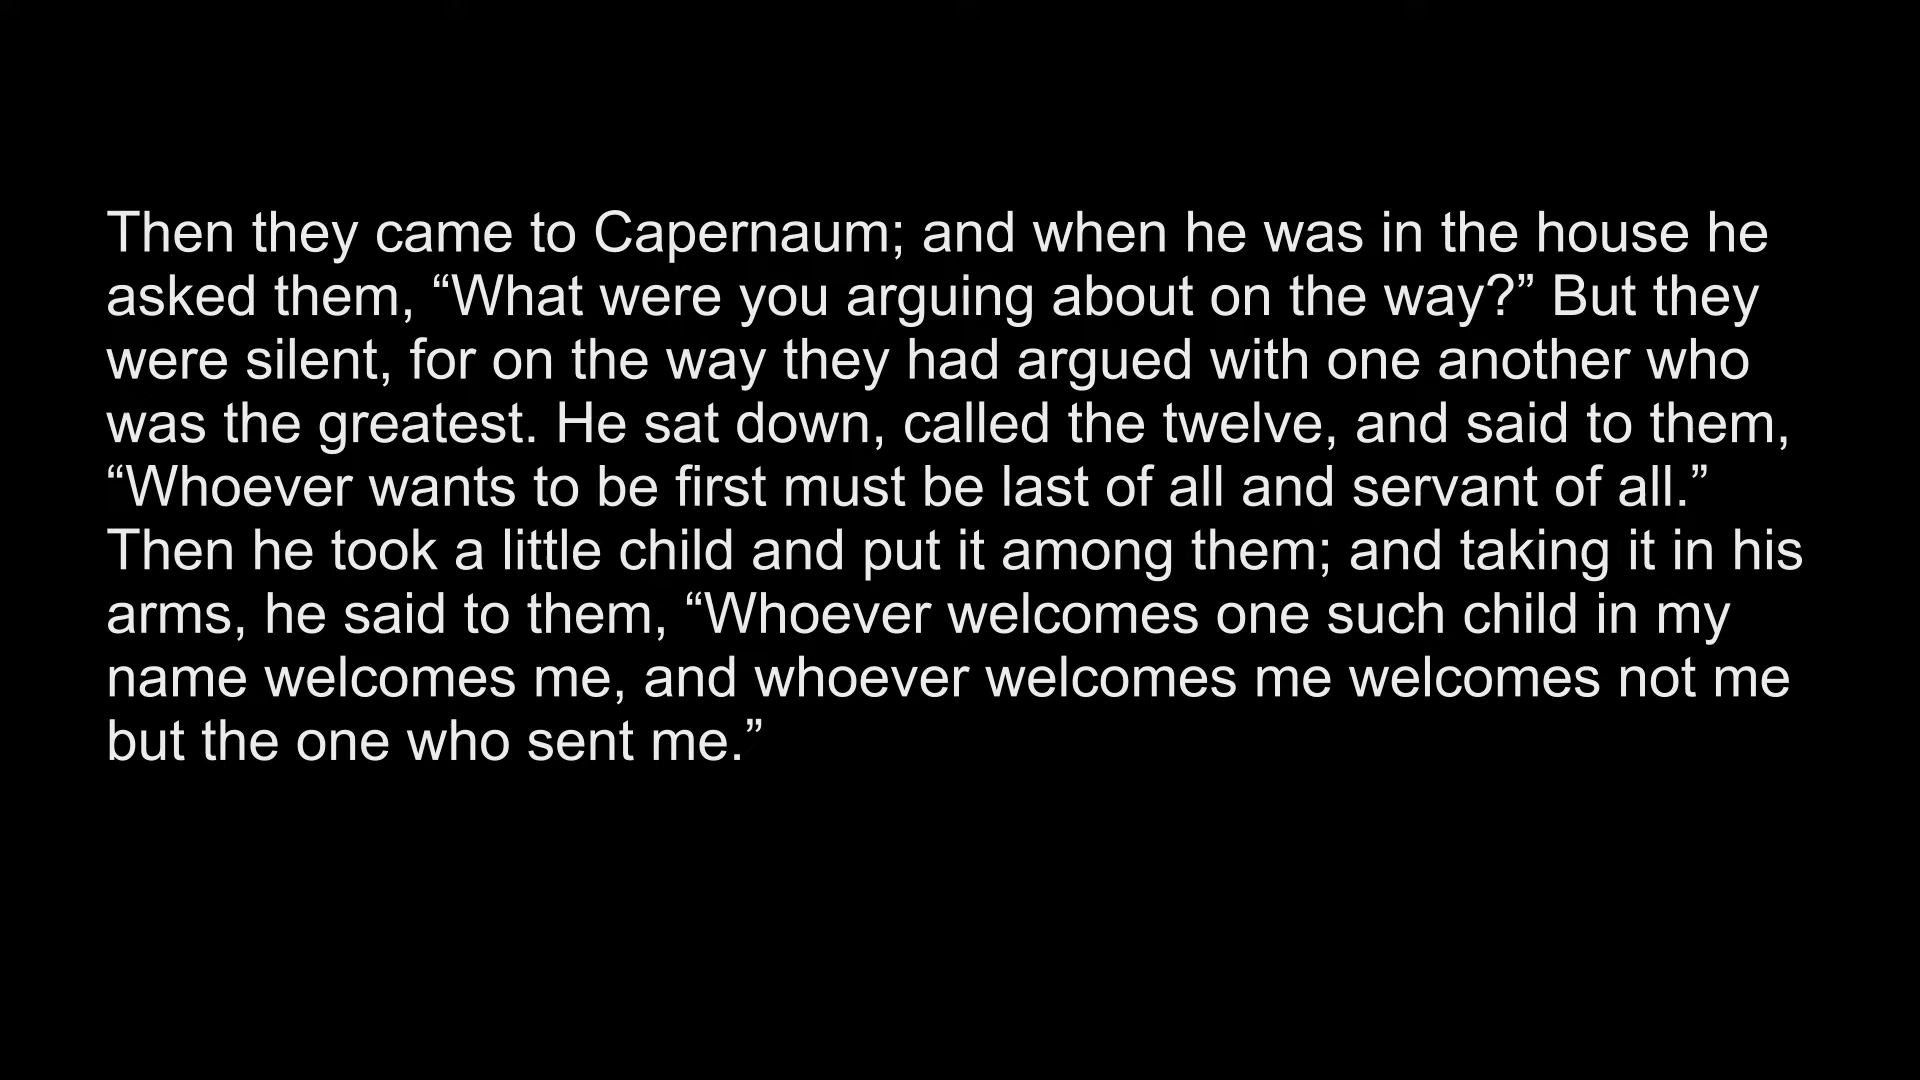 Then they came to Capernaum; and when he was in the house he
asked them, “What were you arguing about on the way?” But they
were silent, for on the way they had argued with one another who
was the greatest. He sat down, called the twelve, and said to them,
“Whoever wants to be first must be last of all and servant of all.”
Then he took a little child and put it among them; and taking it in his
arms, he said to them, “Whoever welcomes one such child in my
name welcomes me, and whoever welcomes me welcomes not me
but the one who sent me.”